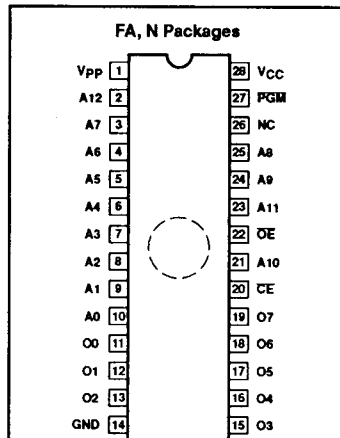 FA, N Packages
VPP 1 28 VCC
A12 2 27 PGM
A7 3 26 NC
A6 4 25 A8
A5 5 24 A9
A4 6 23 A11
A3 7 22 OE
A2 8 21 A10
A1 9 20 CE
A0 10 19 O7
O0 11 18 O6
O1 12 17 O5
O2 13 16 O4
GND 14 15 O3